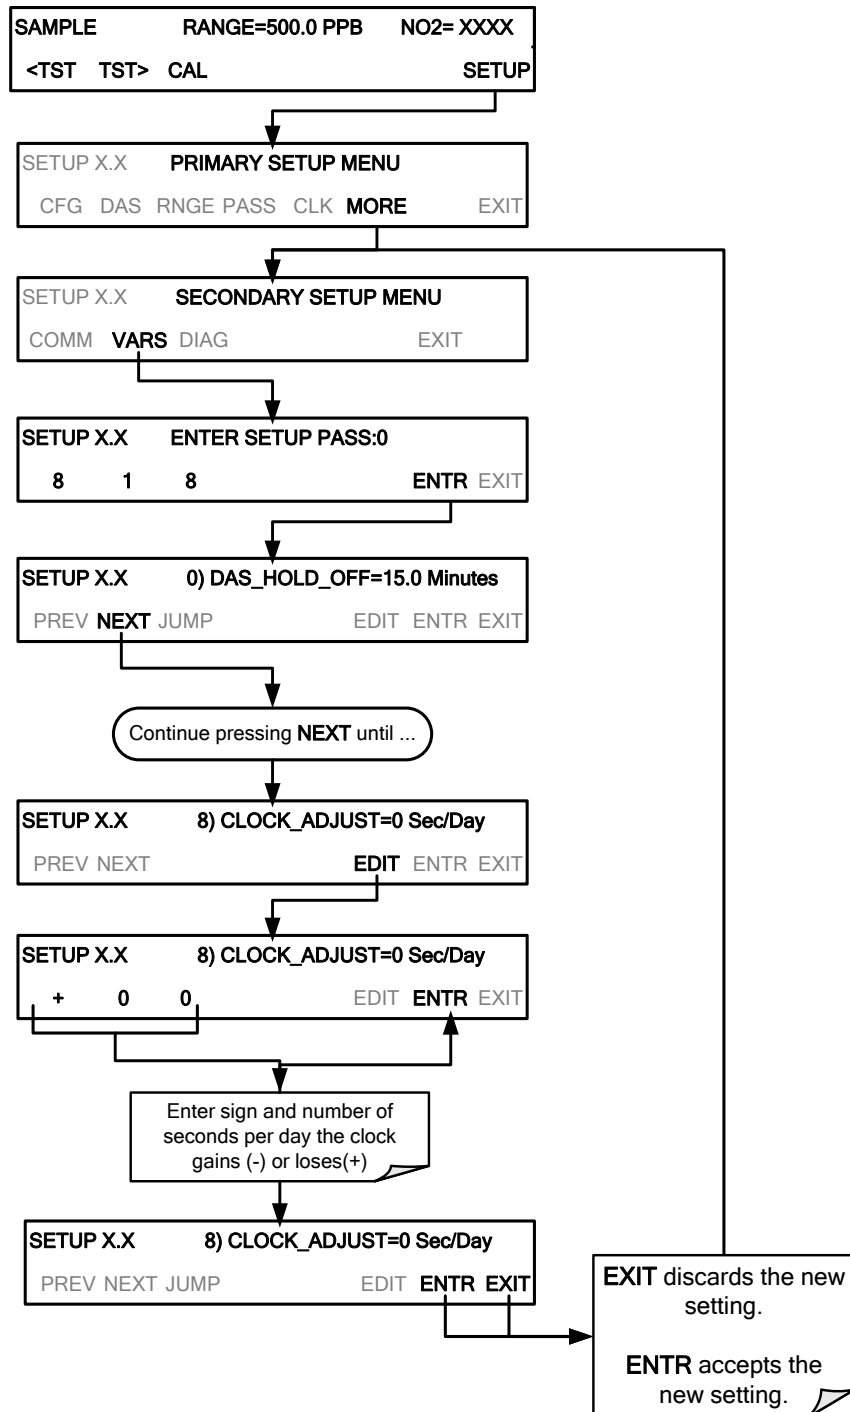 SAMPLE RANGE=500.0 PPB NO2= XXXX
<TST TST> CAL SETUP
SETUP X.X PRIMARY SETUP MENU
CFG DAS RNGE PASS CLK MORE EXIT
SETUP X.X SECONDARY SETUP MENU
COMM VARS DIAG EXIT
SETUP X.X ENTER SETUP PASS:0
8 1 8 ENTR EXIT
SETUP X.X 0) DAS_HOLD_OFF=15.0 Minutes
PREV NEXT JUMP EDIT ENTR EXIT
Continue pressing NEXT until ...
SETUP X.X 8) CLOCK_ADJUST=0 Sec/Day
PREV NEXT EDIT ENTR EXIT
SETUP X.X 8) CLOCK_ADJUST=0 Sec/Day
+ 0 0 EDIT ENTR EXIT
Enter sign and number of
seconds per day the clock
gains (-) or loses(+)
SETUP X.X 8) CLOCK_ADJUST=0 Sec/Day
PREV NEXT JUMP EDIT ENTR EXIT
EXIT discards the new
setting.
ENTR accepts the
new setting.